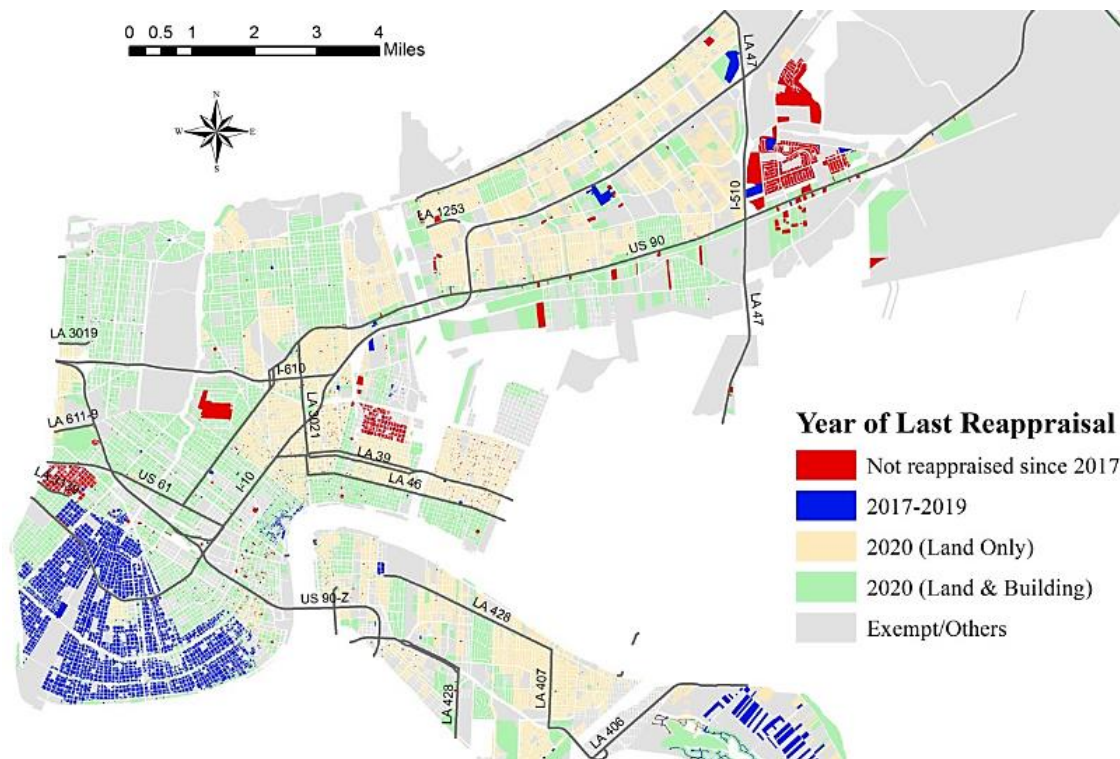 0 0.5 1 2 3 4
Miles
N
W E
S
LA 47
I-510
LA 1253
US 90
LA 47
LA 3019
I-610
LA 611-9
LA 3021
LA 39
LA 46
US 61
I-10
US 90-Z
LA 428
LA 428
LA 407
LA 406
Year of Last Reappraisal
Not reappraised since 2017
2017-2019
2020 (Land Only)
2020 (Land & Building)
Exempt/Others